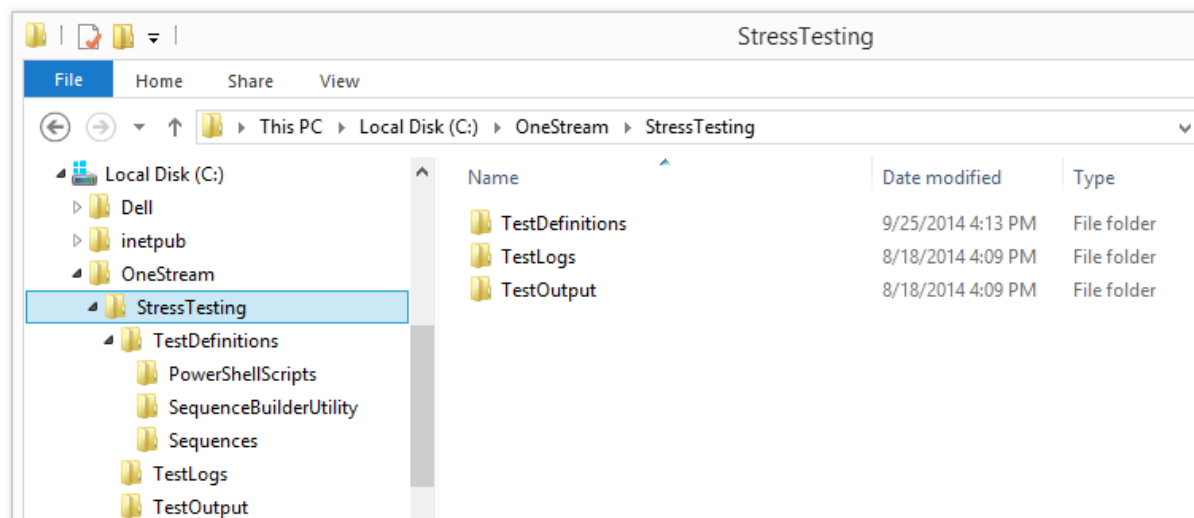 StressTesting
File Home Share View
This PC Local Disk (C:) OneStream StressTesting
Local Disk (C:)
Dell
inetpub
OneStream
StressTesting
TestDefinitions
PowerShellScripts
SequenceBuilderUtility
Sequences
TestLogs
TestOutput
Name Date modified Type
TestDefinitions 9/25/2014 4:13 PM File folder
TestLogs 8/18/2014 4:09 PM File folder
TestOutput 8/18/2014 4:09 PM File folder